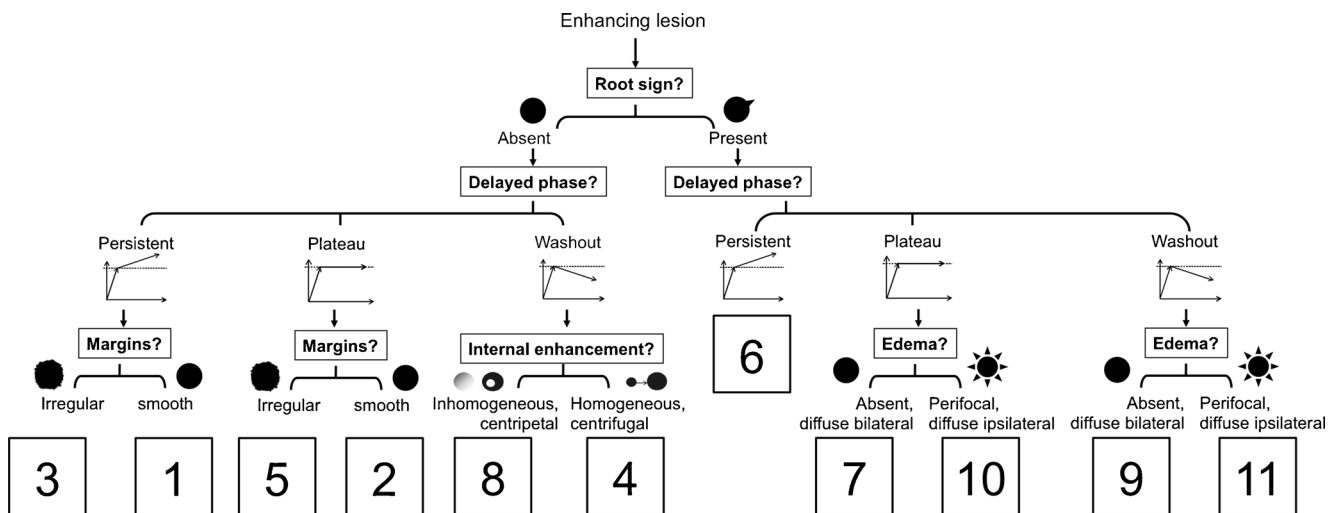 Enhancing lesion
Root sign?
Absent
Present
Delayed phase?
Delayed phase?
Persistent
Plateau
Washout
Persistent
Plateau
Washout
Margins?
Margins?
Internal enhancement?
6
Edema?
Edema?
Irregular
smooth
Irregular
smooth
Inhomogeneous,
centripetal
Homogeneous,
centrifugal
Absent,
diffuse bilateral
Perifocal,
diffuse ipsilateral
Absent,
diffuse bilateral
Perifocal,
diffuse ipsilateral
3
1
5
2
8
4
7
10
9
11